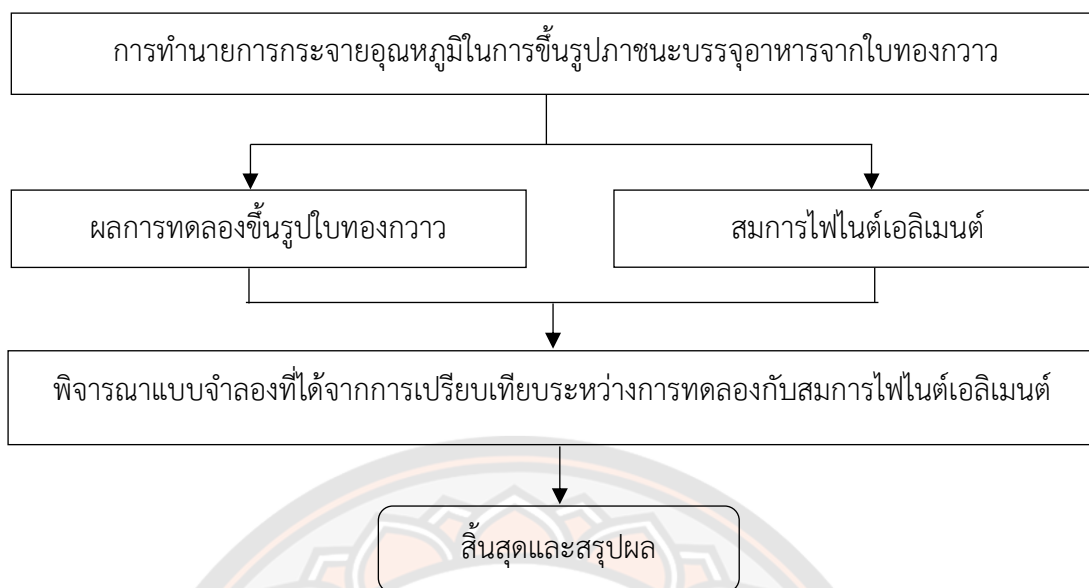 การทำนายการกระจายอุณหภูมิในการขึ้นรูปภาชนะบรรจุอาหารจากใบทองกวาว
ผลการทดลองขึ้นรูปใบทองกวาว
สมการไฟไนต์เอลิเมนต์
พิจารณาแบบจำลองที่ได้จากการเปรียบเทียบระหว่างการทดลองกับสมการไฟไนต์เอลิเมนต์
สิ้นสุดและสรุปผล